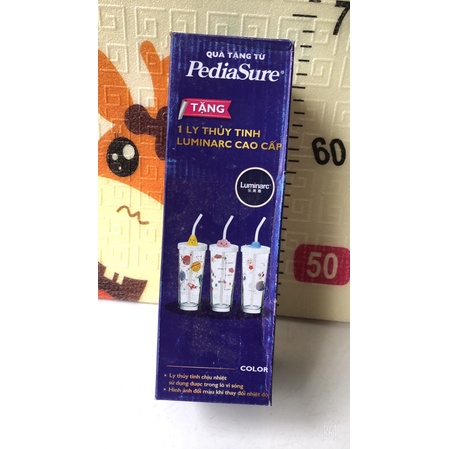 QUÀ TẶNG TỪ
PediaSure®
TẶNG
1 LY THỦY TINH
LUMINARC CAO CẤP
Luminarc
60
50
COLOR
Ly thủy tinh chịu nhiệt
sử dụng được trong lò vi sóng
Hình ảnh đổi màu khi thay đổi nhiệt độ